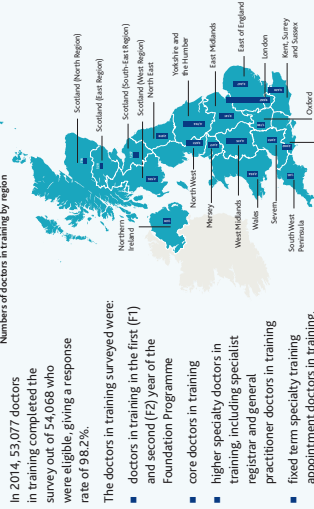 Numbers of doctors in training by region
In 2014, 53,077 doctors
in training completed the
survey out of 54,068 who
were eligible, giving a response
rate of 98.2%.
The doctors in training surveyed were:
doctors in training in the first (F1)
and second (F2) year of the
Foundation Programme
core doctors in training
higher specialty doctors in
training, including specialist
registrar and general
practitioner doctors in training
fixed term specialty training
appointment doctors in training.
Scotland (North Region)
Scotland (East Region)
Scotland (South-East Region)
Scotland (West Region)
North East
Yorkshire and
the Humber
East Midlands
East of England
London
Kent, Surrey
and Sussex
Oxford
Northern
Ireland
North West
Mersey
West Midlands
Wales
Severn
South West
Peninsula